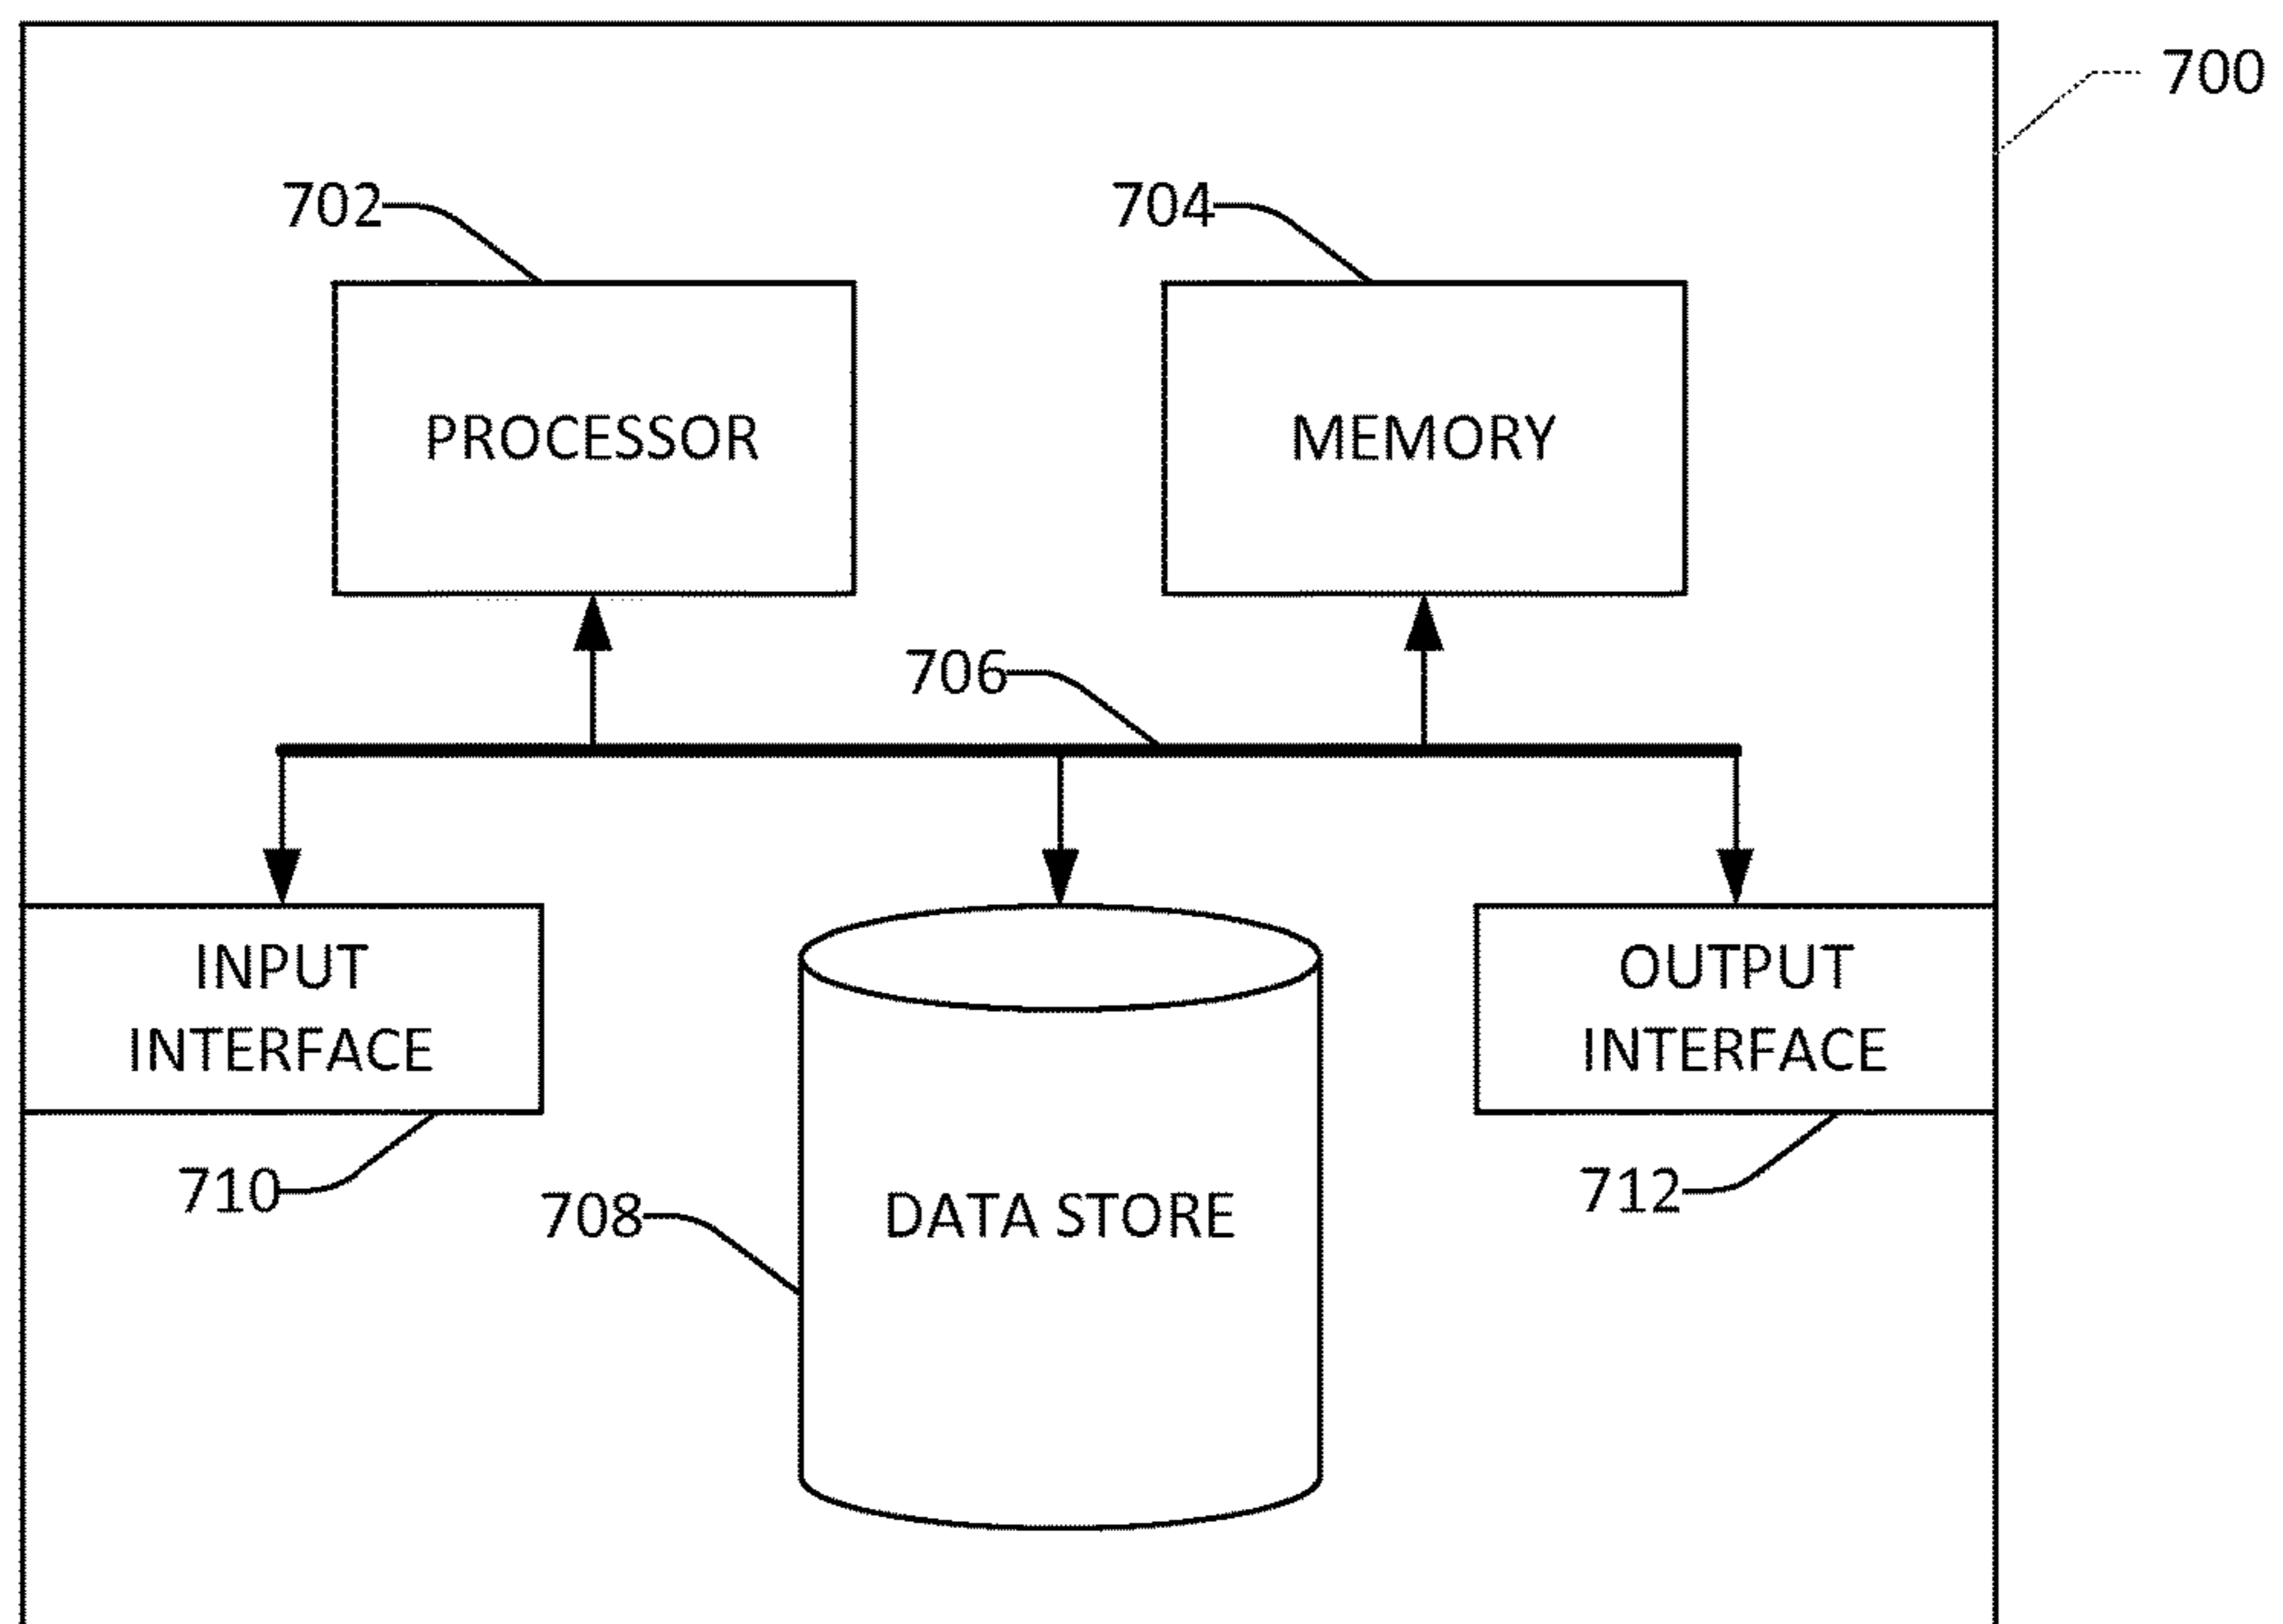 700
702
704
PROCESSOR
MEMORY
706
INPUT
INTERFACE
OUTPUT
INTERFACE
710
708
DATA STORE
712